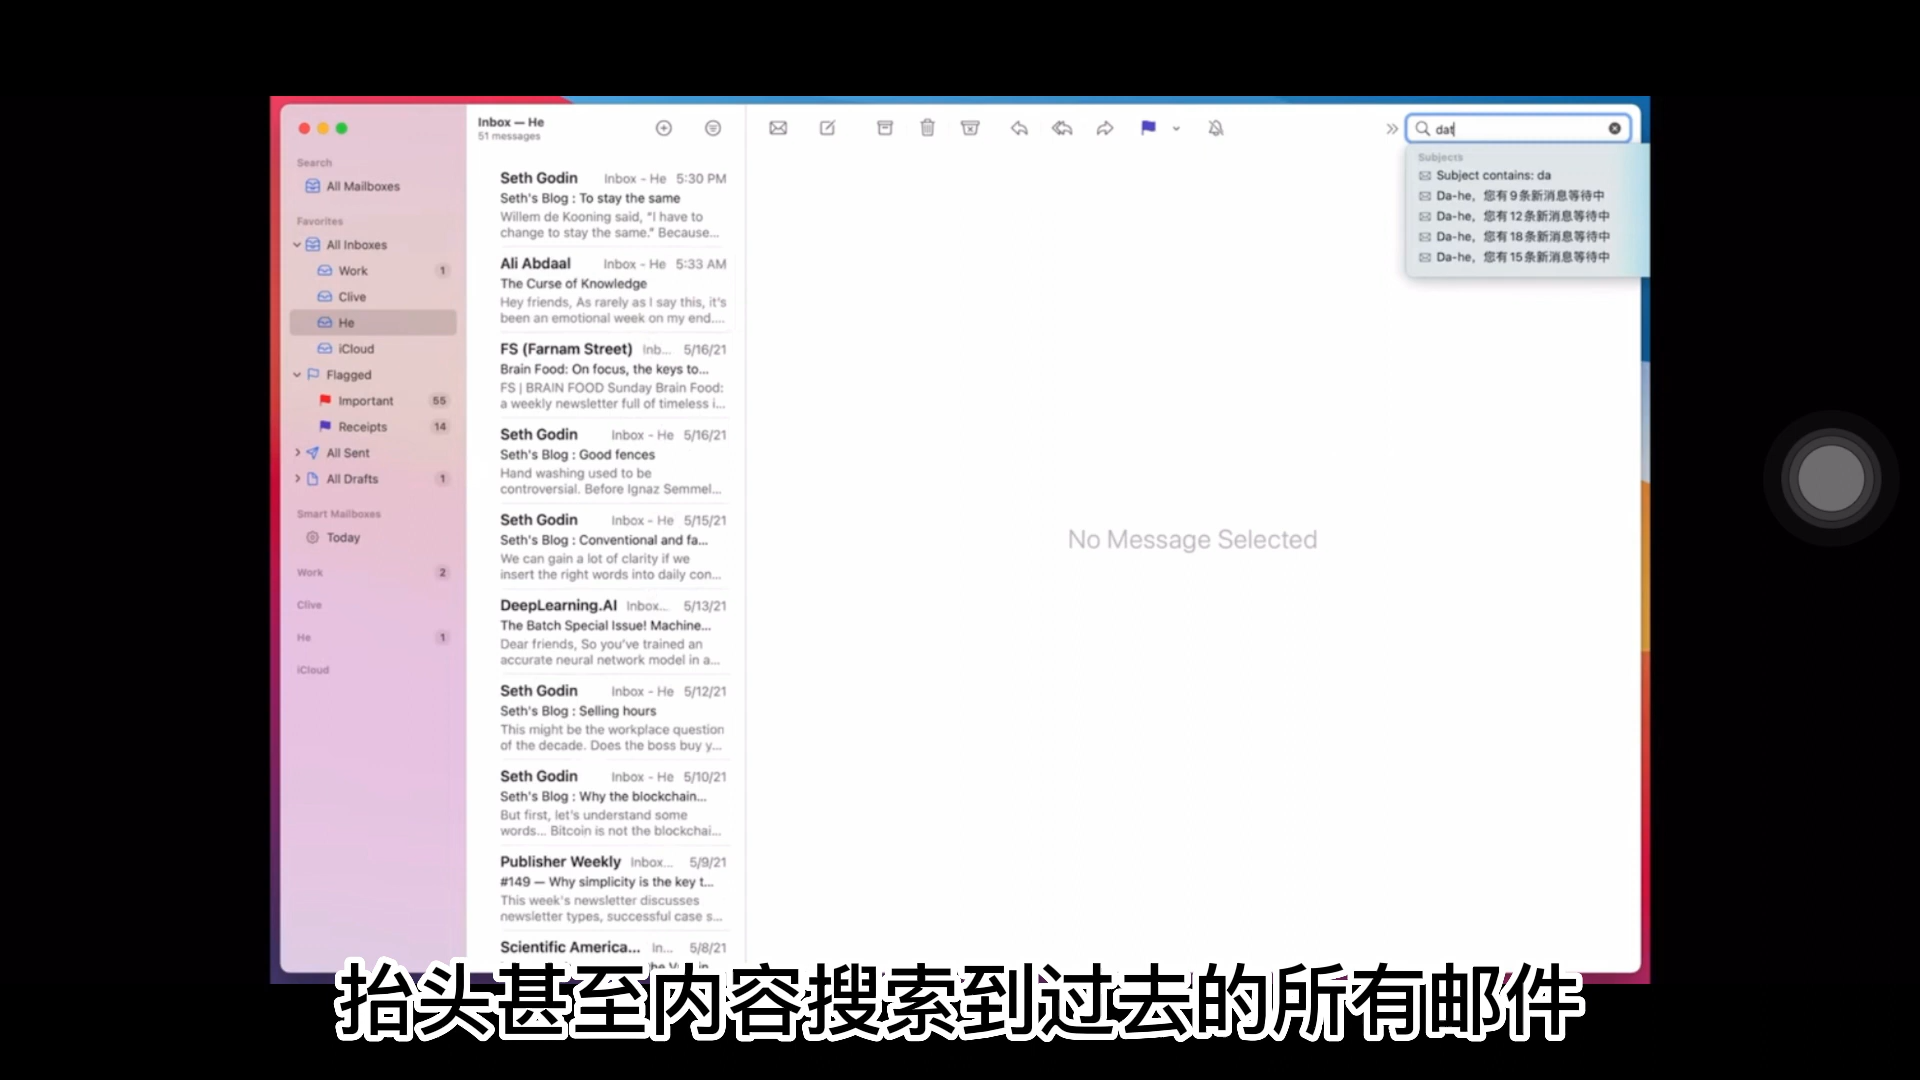 Search
All Mailboxes
Favorites
All Inboxes
Work 1
Clive
He
iCloud
Flagged
Important 55
Receipts 14
All Sent
All Drafts 1
Smart Mailboxes
Today
Work 2
Clive
He 1
iCloud
Inbox — He
51 messages
Seth Godin Inbox - He 5:30 PM
Seth's Blog : To stay the same
Willem de Kooning said, "I have to
change to stay the same." Because...
Ali Abdaal Inbox - He 5:33 AM
The Curse of Knowledge
Hey friends, As rarely as I say this, it's
been an emotional week on my end....
FS (Farnam Street) Inb... 5/16/21
Brain Food: On focus, the keys to...
FS | BRAIN FOOD Sunday Brain Food:
a weekly newsletter full of timeless i...
Seth Godin Inbox - He 5/16/21
Seth's Blog : Good fences
Hand washing used to be
controversial. Before Ignaz Semmel...
Seth Godin Inbox - He 5/15/21
Seth's Blog : Conventional and fa...
We can gain a lot of clarity if we
insert the right words into daily con...
DeepLearning.AI Inbox... 5/13/21
The Batch Special Issue! Machine...
Dear friends, So you've trained an
accurate neural network model in a...
Seth Godin Inbox - He 5/12/21
Seth's Blog : Selling hours
This might be the workplace question
of the decade. Does the boss buy y...
Seth Godin Inbox - He 5/10/21
Seth's Blog : Why the blockchain...
But first, let's understand some
words... Bitcoin is not the blockchai...
Publisher Weekly Inbox... 5/9/21
#149 — Why simplicity is the key t...
This week's newsletter discusses
newsletter types, successful case s...
Scientific America... In... 5/8/21
dat
Subjects
Subject contains: da
Da-he，您有9条新消息等待中
Da-he，您有12条新消息等待中
Da-he，您有18条新消息等待中
Da-he，您有15条新消息等待中
No Message Selected
抬头甚至内容搜索到过去的所有邮件